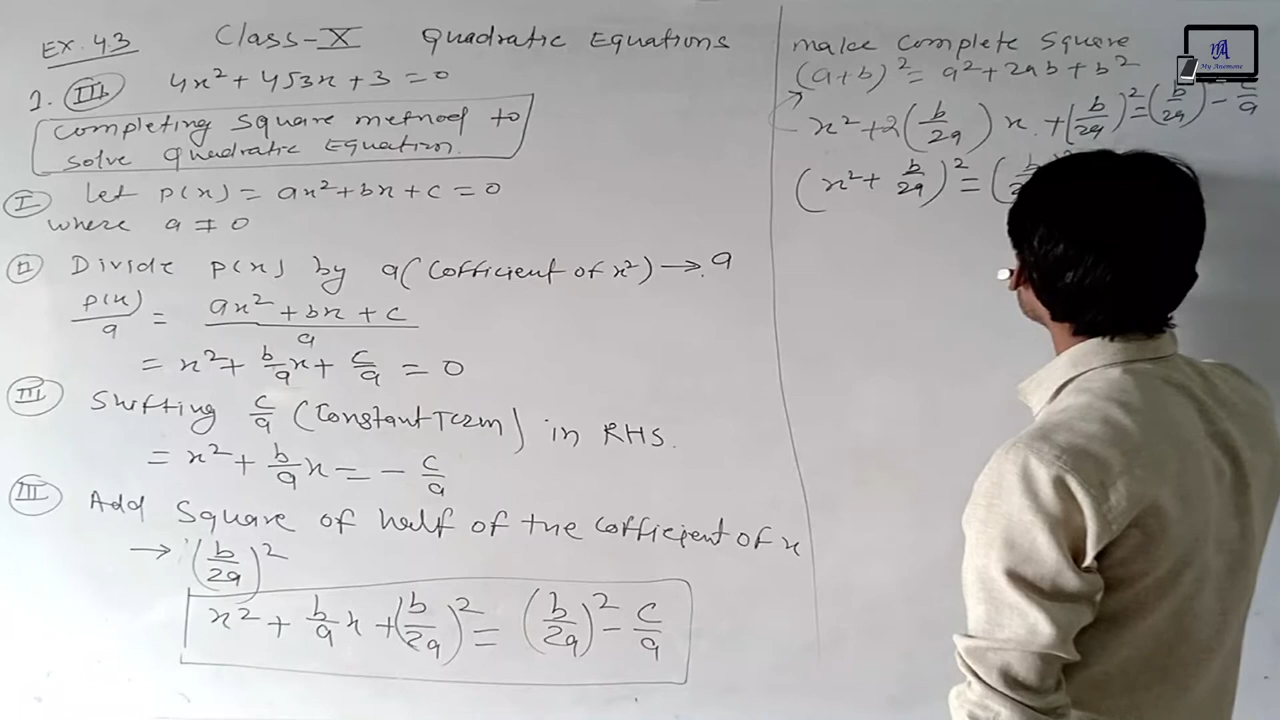 EX. 4.3 Class-X Quadratic Equations
1. (III) 4x² + 4√3x + 3 = 0
Completing square method to
solve Quadratic Equation.
(I) Let P(x) = ax² + bx + c = 0
where a ≠ 0
(II) Divide P(x) by a (Cofficient of x²) → a
P(x)/a = (ax² + bx + c)/a
= x² + b/a x + c/a = 0
(III) Shifting c/a (Constant Term) in RHS.
= x² + b/a x = - c/a
(III) Add square of half of the cofficient of x
→ (b/2a)²
x² + b/a x + (b/2a)² = (b/2a)² - c/a
make complete square
(a+b)² = a² + 2ab + b²
x² + 2(b/2a) x + (b/2a)² = (b/2a)² - c/a
(x² + b/2a)² = (
MA
My Anemone